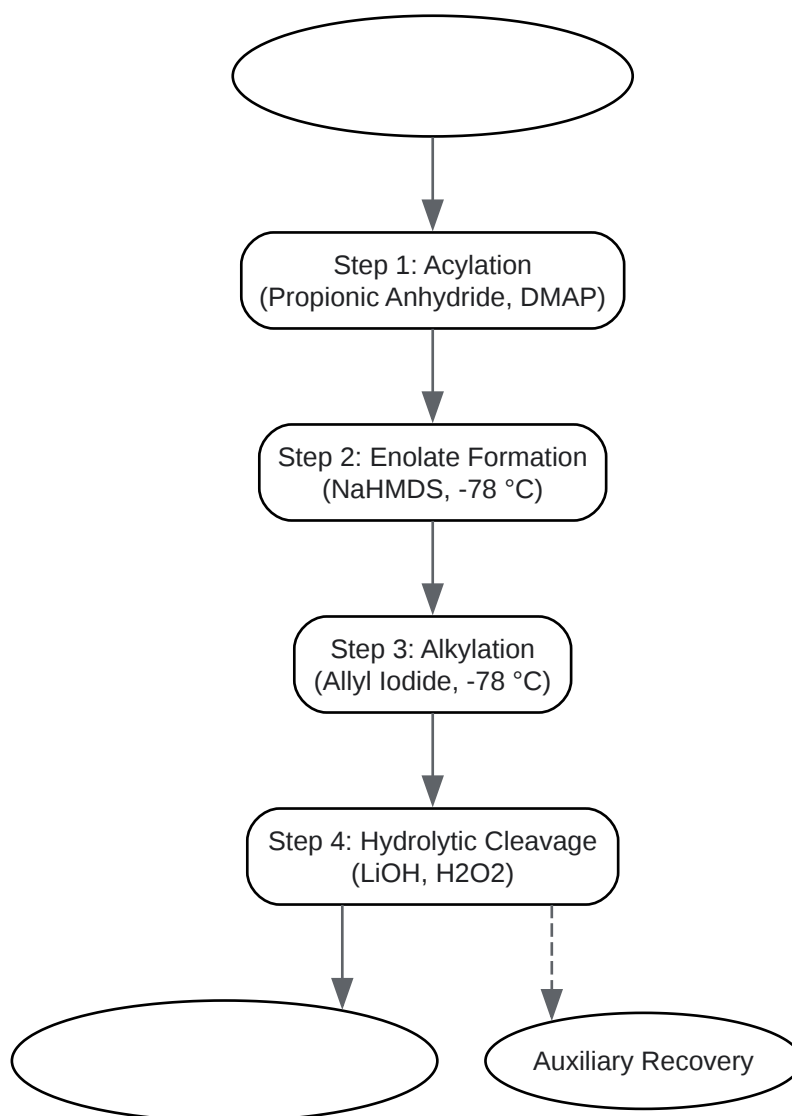 Step 1: Acylation
(Propionic Anhydride, DMAP)
Step 2: Enolate Formation
(NaHMDS, -78 °C)
Step 3: Alkylation
(Allyl Iodide, -78 °C)
Step 4: Hydrolytic Cleavage
(LiOH, H2O2)
Auxiliary Recovery